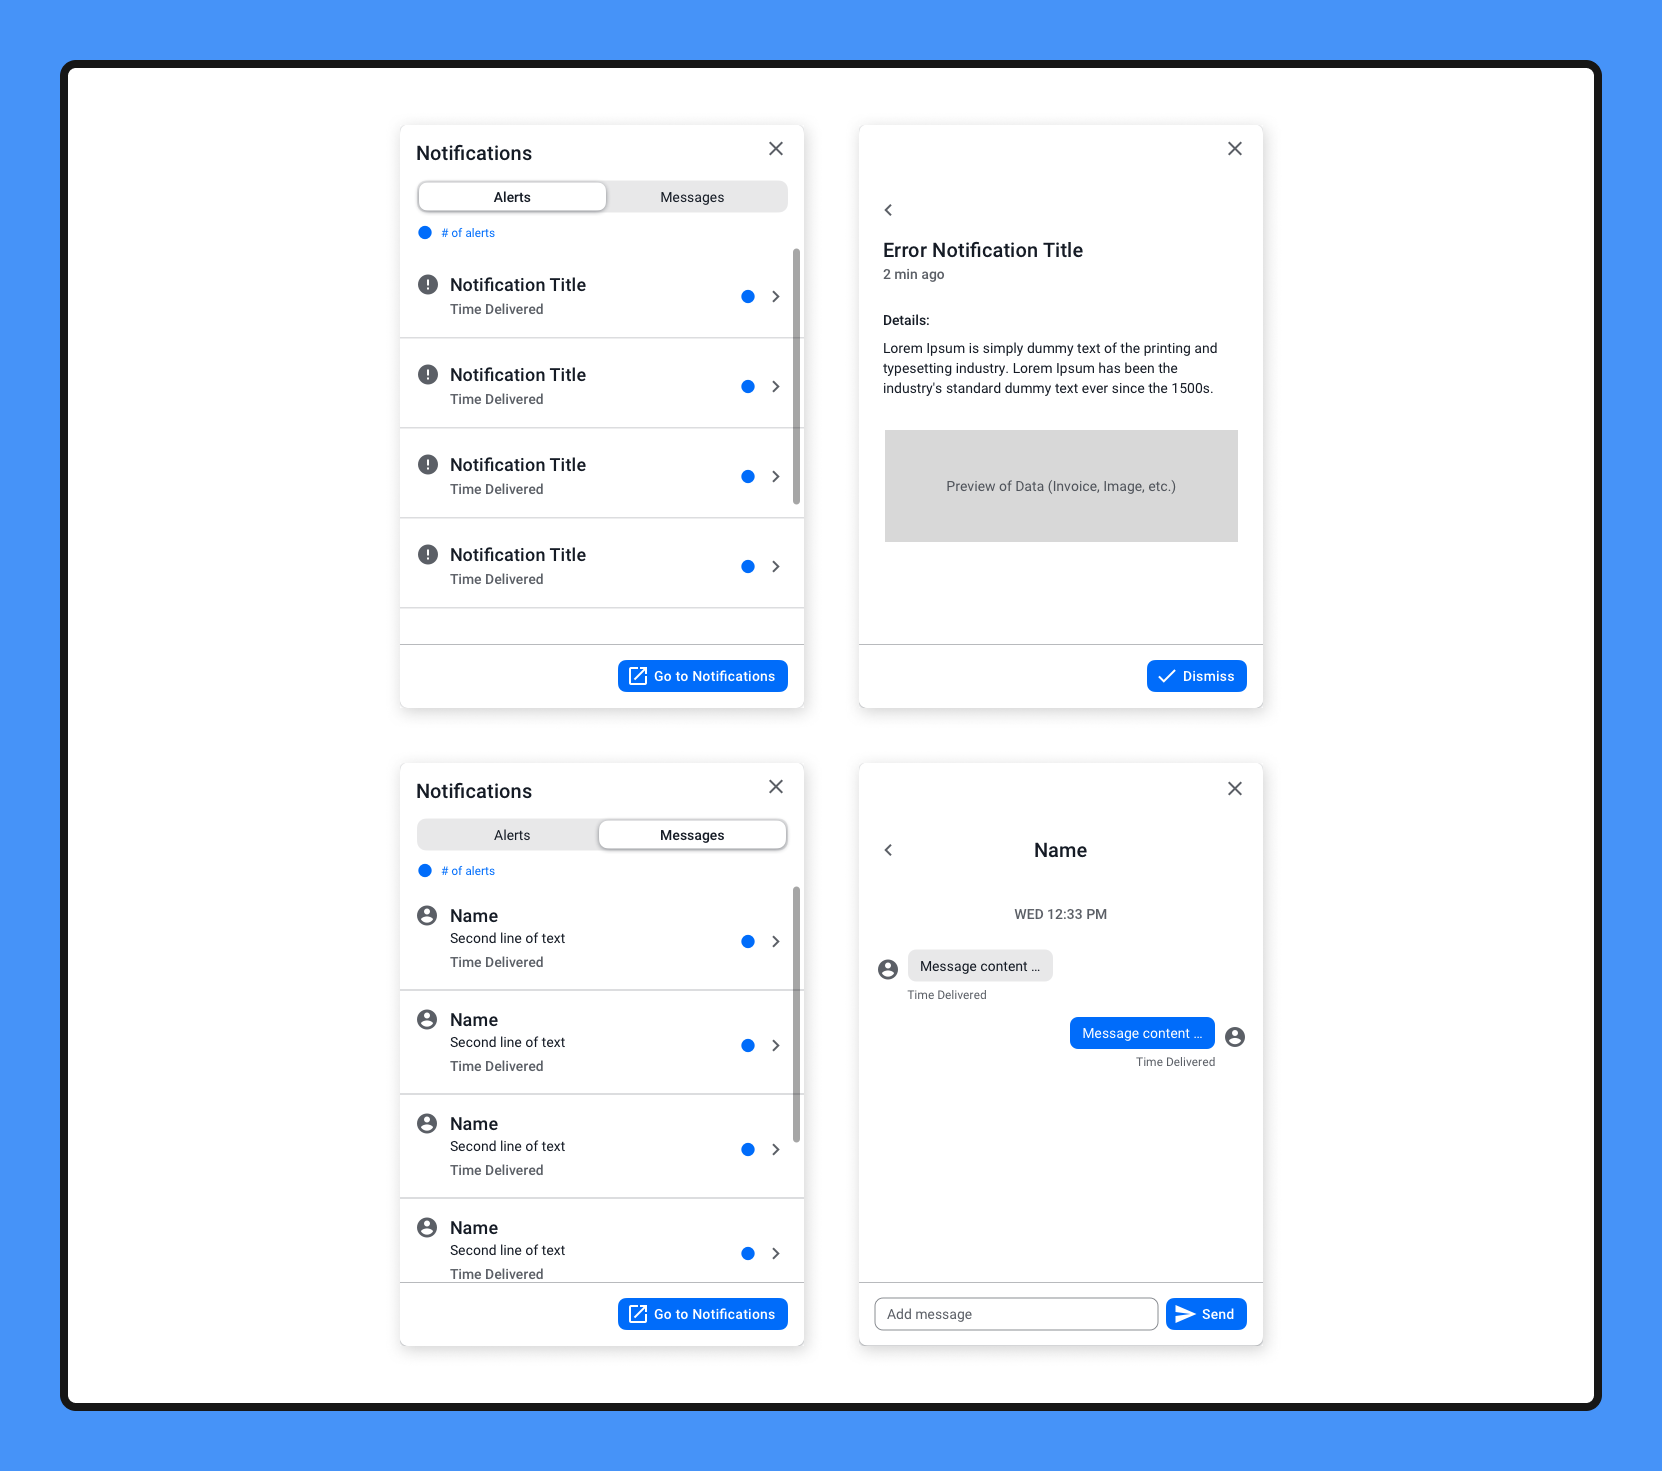 Notifications
Alerts
Messages
# of alerts
Notification Title
Time Delivered
Notification Title
Time Delivered
Notification Title
Time Delivered
Notification Title
Time Delivered
Go to Notifications
Error Notification Title
2 min ago
Details:
Lorem Ipsum is simply dummy text of the printing and
typesetting industry. Lorem Ipsum has been the
industry's standard dummy text ever since the 1500s.
Preview of Data (Invoice, Image, etc.)
Dismiss
Notifications
Alerts
Messages
# of alerts
Name
Second line of text
Time Delivered
Name
Second line of text
Time Delivered
Name
Second line of text
Time Delivered
Name
Second line of text
Time Delivered
Go to Notifications
Name
WED 12:33 PM
Message content ...
Time Delivered
Message content ...
Time Delivered
Add message
Send